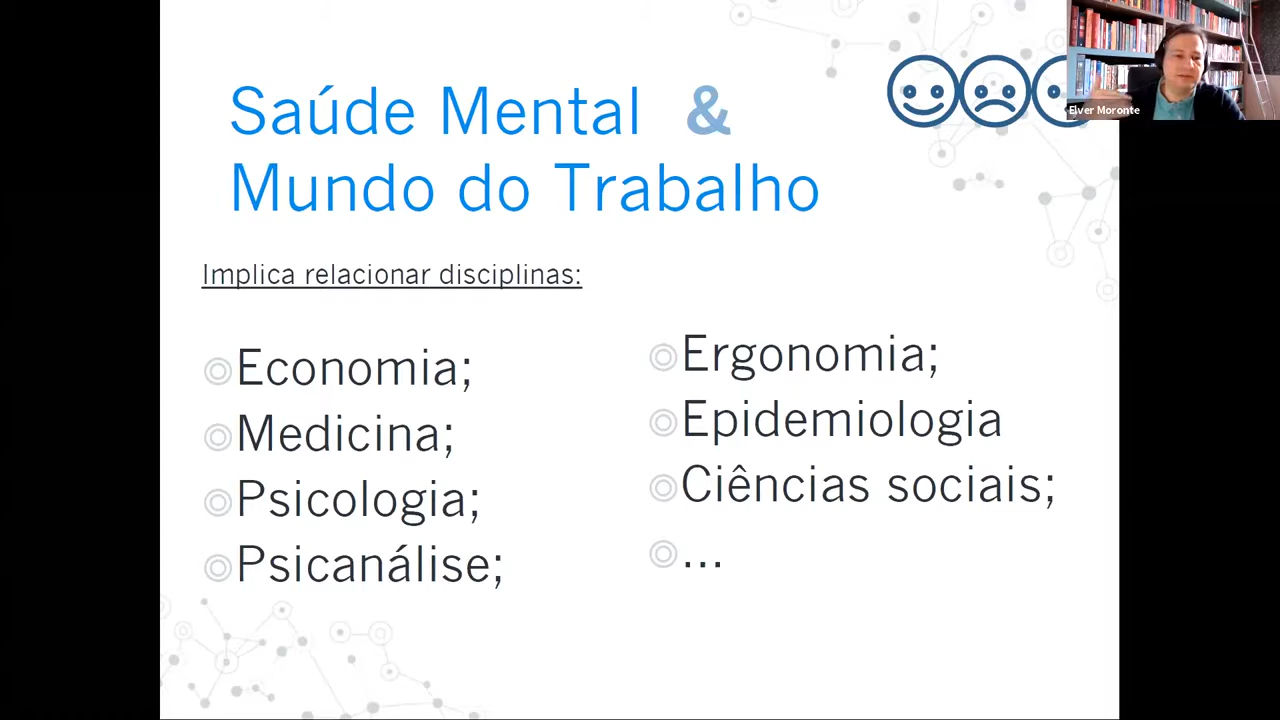 Saúde Mental &
Mundo do Trabalho
Elver Moronte
Implica relacionar disciplinas:
Economia;
Medicina;
Psicologia;
Psicanálise;
Ergonomia;
Epidemiologia
Ciências sociais;
...